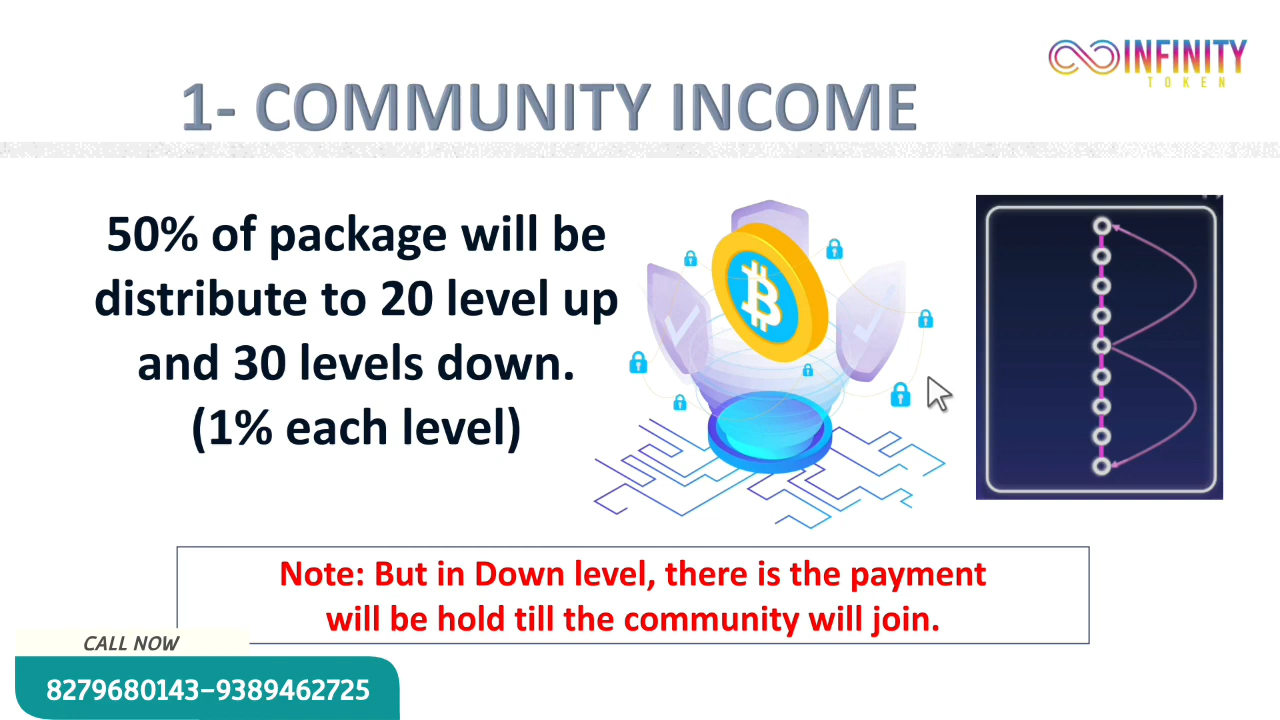 INFINITY
TOKEN
1- COMMUNITY INCOME
50% of package will be
distribute to 20 level up
and 30 levels down.
(1% each level)
Note: But in Down level, there is the payment
will be hold till the community will join.
CALL NOW
8279680143-9389462725